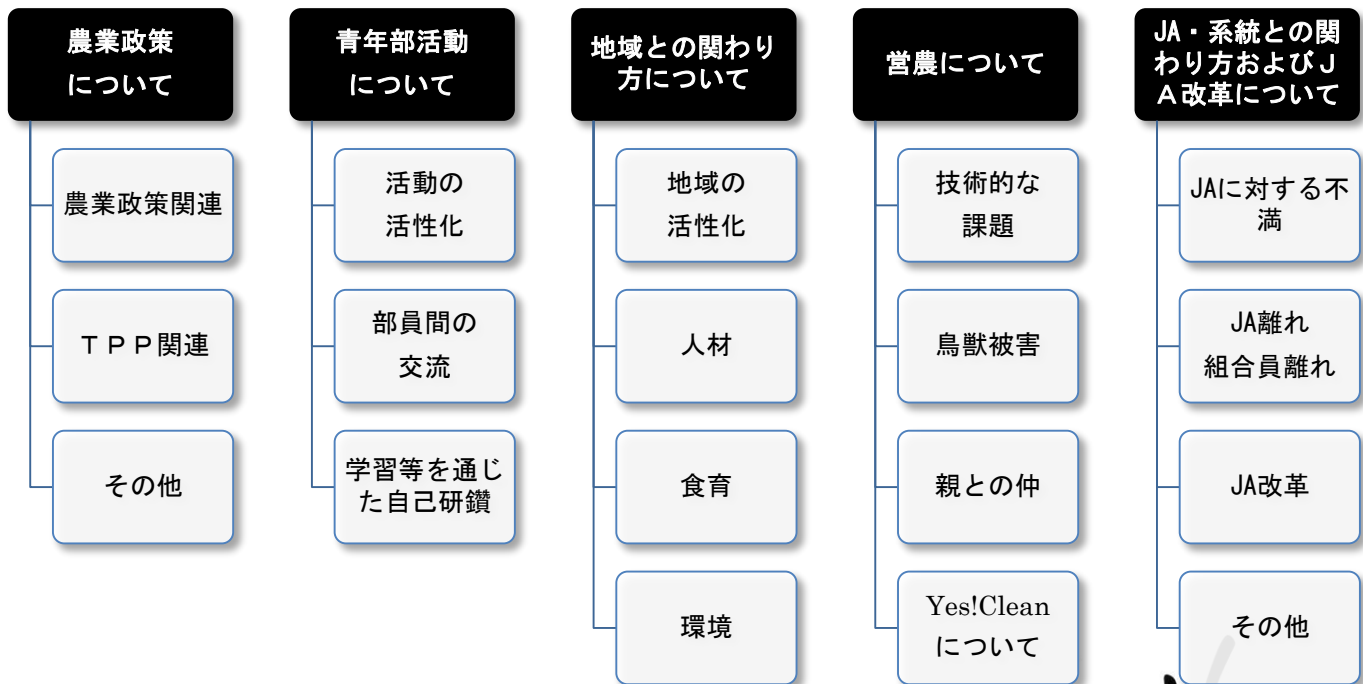 農業政策
について
農業政策関連
ＴＰＰ関連
その他
青年部活動
について
活動の
活性化
部員間の
交流
学習等を通じ
た自己研鑽
地域との関わり
方について
地域の
活性化
人材
食育
環境
営農について
技術的な
課題
鳥獣被害
親との仲
Yes!Clean
について
JA・系統との関
わり方およびＪ
Ａ改革について
JAに対する不
満
JA離れ
組合員離れ
JA改革
その他